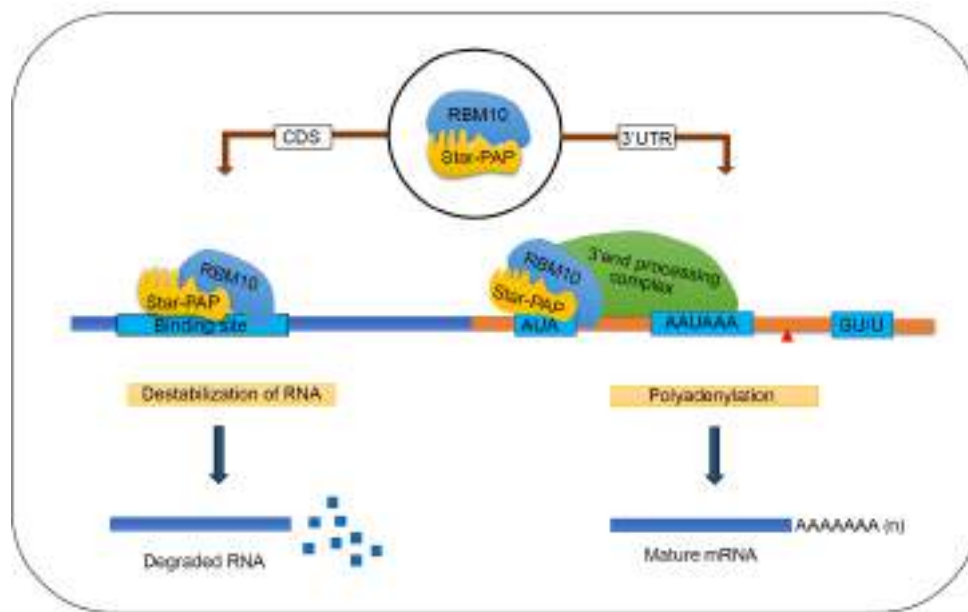 RBM10
Star-PAP
CDS
3'UTR
RBM10
Star-PAP
Binding site
RBM10
Star-PAP
3'end processing
complex
AUA
AAUAAA
GU/U
Destabilization of RNA
Polyadenylation
Degraded RNA
AAAAAAA (n)
Mature mRNA